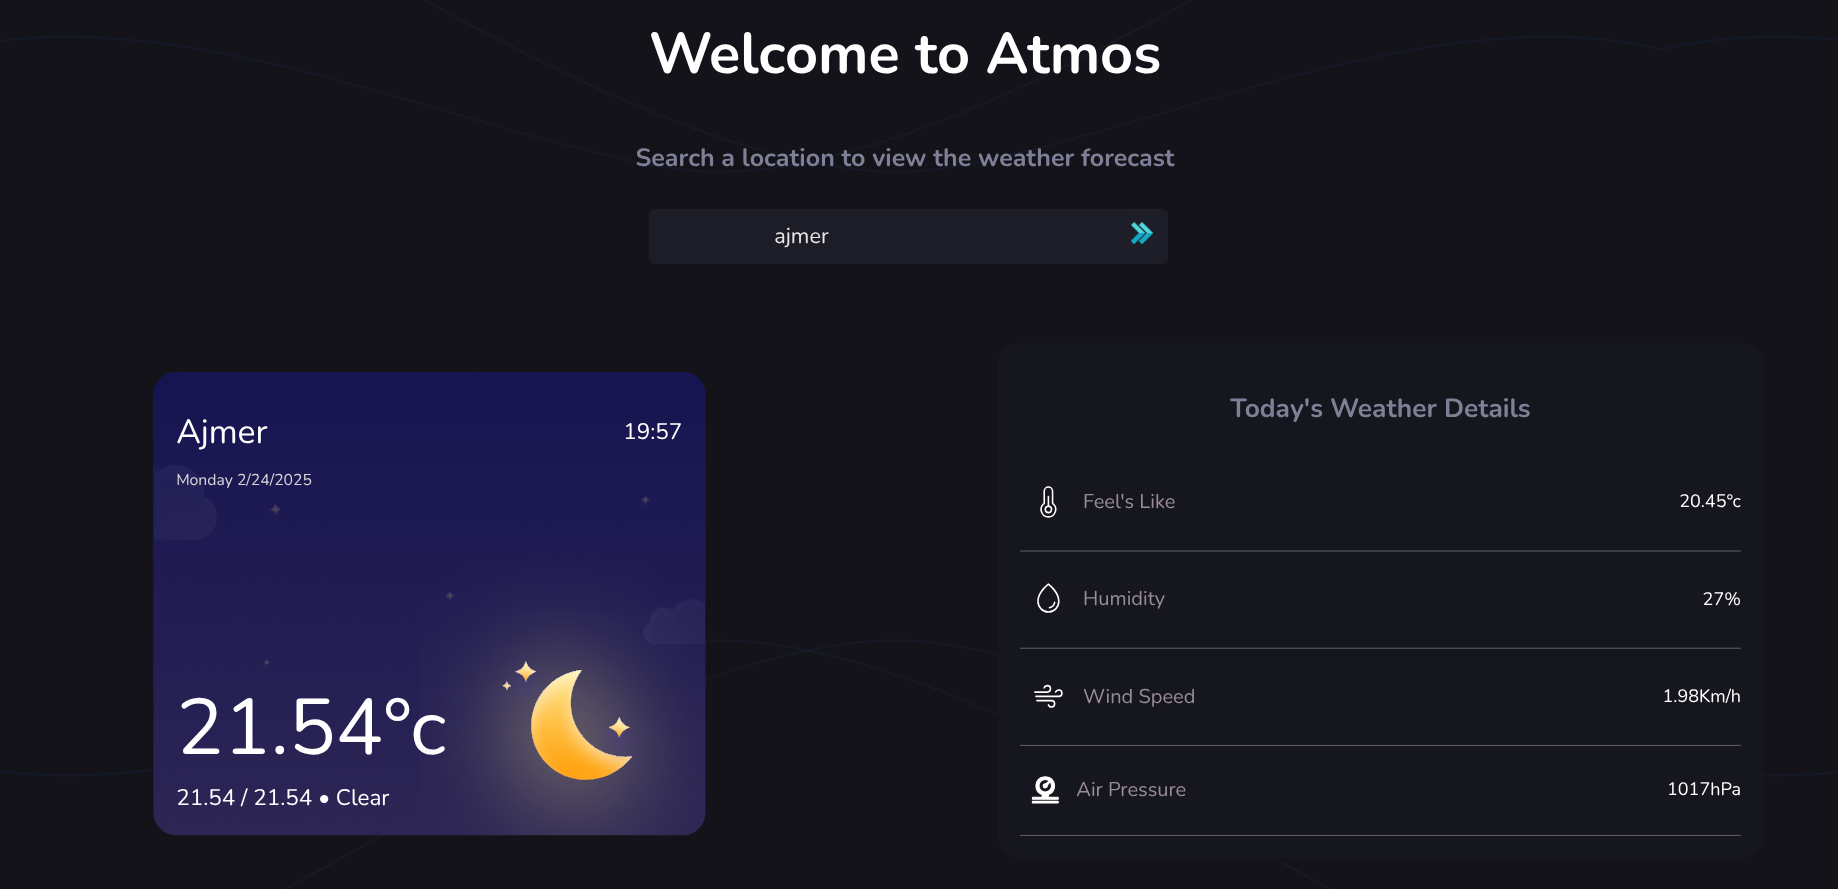 Welcome to Atmos
Search a location to view the weather forecast
ajmer
Ajmer
19:57
Monday 2/24/2025
21.54°c
21.54 / 21.54 • Clear
Today's Weather Details
Feel's Like 20.45°c
Humidity 27%
Wind Speed 1.98Km/h
Air Pressure 1017hPa